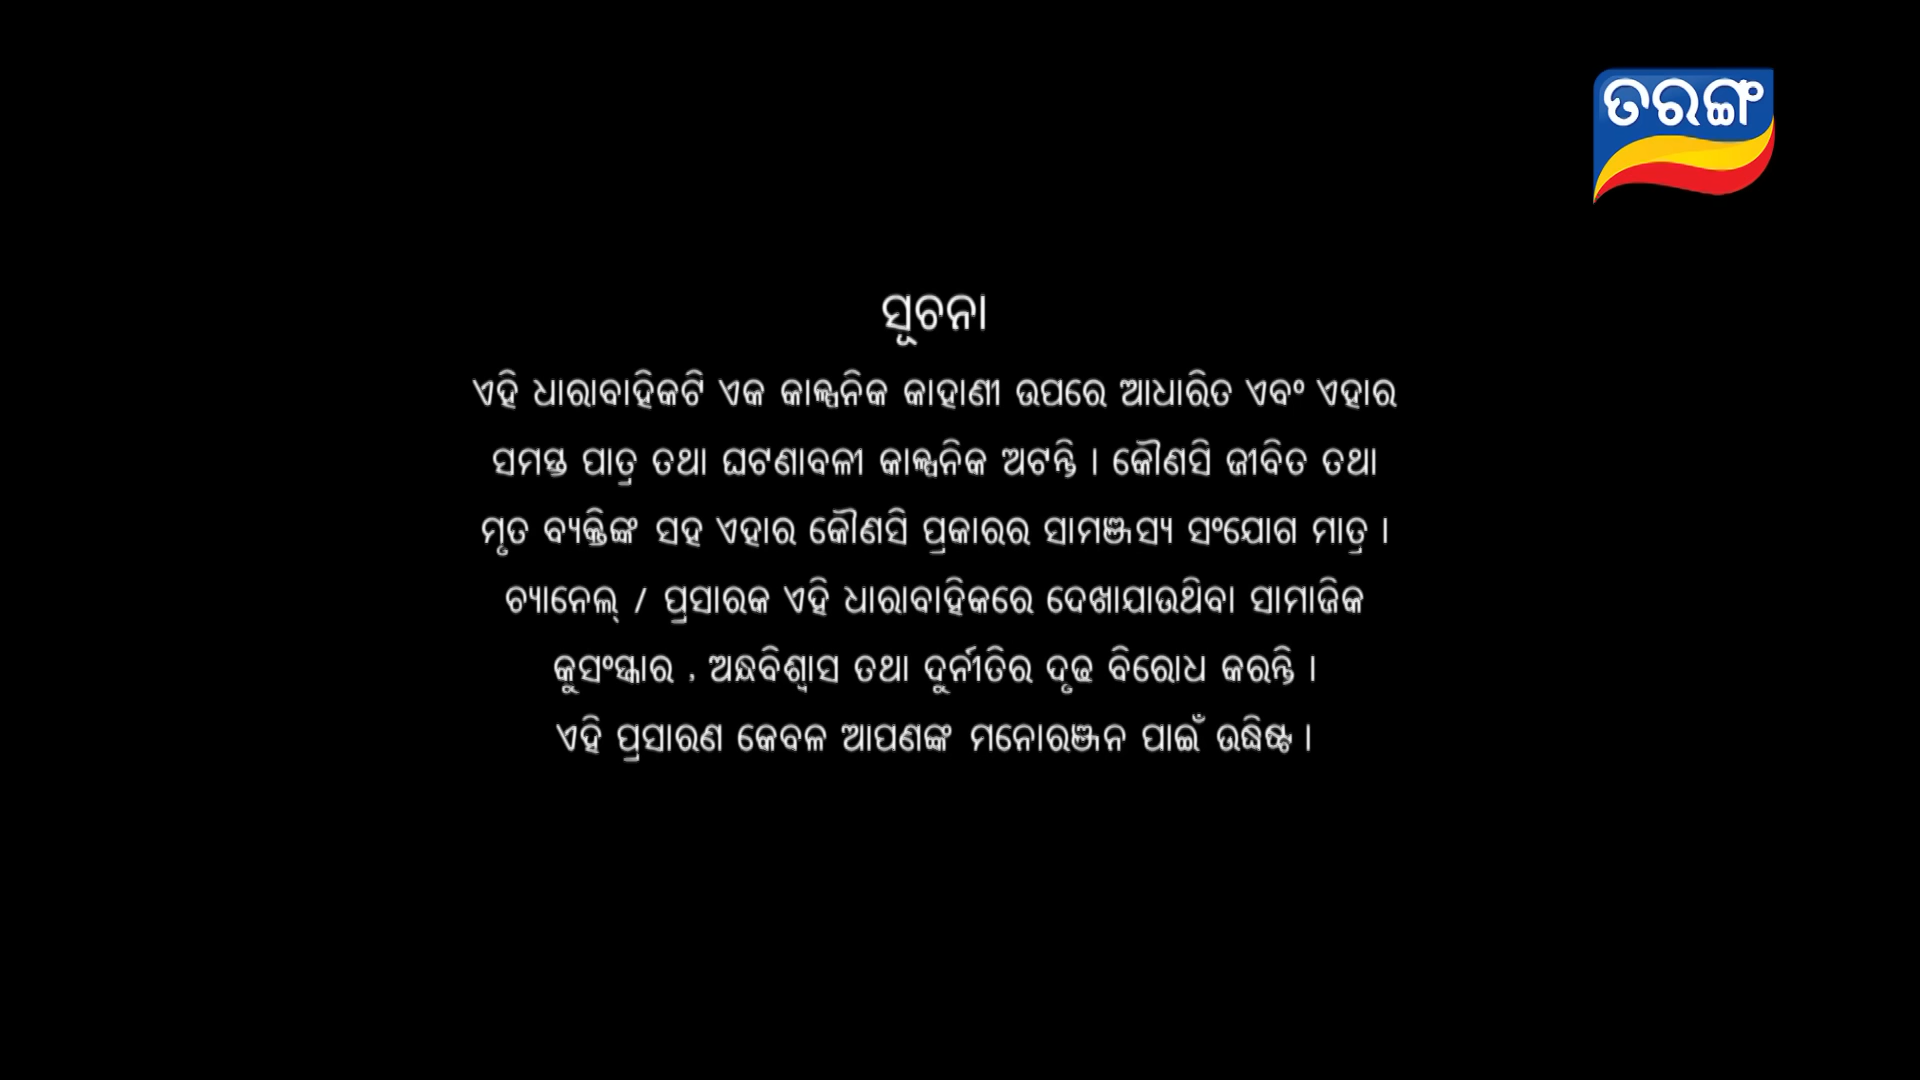 ତରଙ୍ଗ
ସୂଚନା
ଏହି ଧାରାବାହିକଟି ଏକ କାଳ୍ପନିକ କାହାଣୀ ଉପରେ ଆଧାରିତ ଏବଂ ଏହାର
ସମସ୍ତ ପାତ୍ର ତଥା ଘଟଣାବଳୀ କାଳ୍ପନିକ ଅଟନ୍ତି । କୌଣସି ଜୀବିତ ତଥା
ମୃତ ବ୍ୟକ୍ତିଙ୍କ ସହ ଏହାର କୌଣସି ପ୍ରକାରର ସାମଞ୍ଜସ୍ୟ ସଂଯୋଗ ମାତ୍ର ।
ଚ୍ୟାନେଲ୍ / ପ୍ରସାରକ ଏହି ଧାରାବାହିକରେ ଦେଖାଯାଉଥିବା ସାମାଜିକ
କୁସଂସ୍କାର , ଅନ୍ଧବିଶ୍ୱାସ ତଥା ଦୁର୍ନୀତିର ଦୃଢ ବିରୋଧ କରନ୍ତି ।
ଏହି ପ୍ରସାରଣ କେବଳ ଆପଣଙ୍କ ମନୋରଞ୍ଜନ ପାଇଁ ଉଦ୍ଧିଷ୍ଟ ।